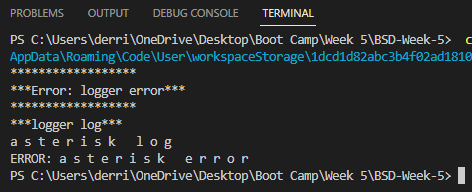 PROBLEMS OUTPUT DEBUG CONSOLE TERMINAL
PS C:\Users\derri\OneDrive\Desktop\Boot Camp\Week 5\BSD-Week-5> c
AppData\Roaming\Code\User\workspaceStorage\1dcd1d82abc3b4f02ad1810
******************
***Error: logger error***
******************
***logger log***
a s t e r i s k   l o g
ERROR: a s t e r i s k   e r r o r
PS C:\Users\derri\OneDrive\Desktop\Boot Camp\Week 5\BSD-Week-5>